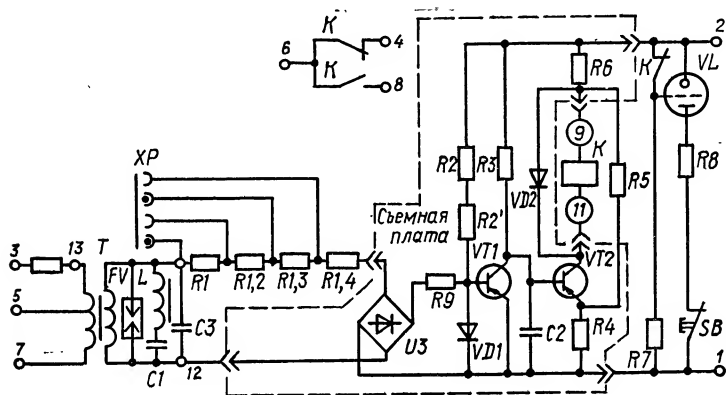 К 4
6
К 8
2
К VL
R6
9
К
11
R8
XP
R2 R3
VD2
R5
Съемная
плата
R2'
VT1 VT2
3 13 T
FV L
R1 R1,2 R1,3 R1,4
R9
5
C3
U3
VD1
C2
R4
SB
R7
7
C1
12
1